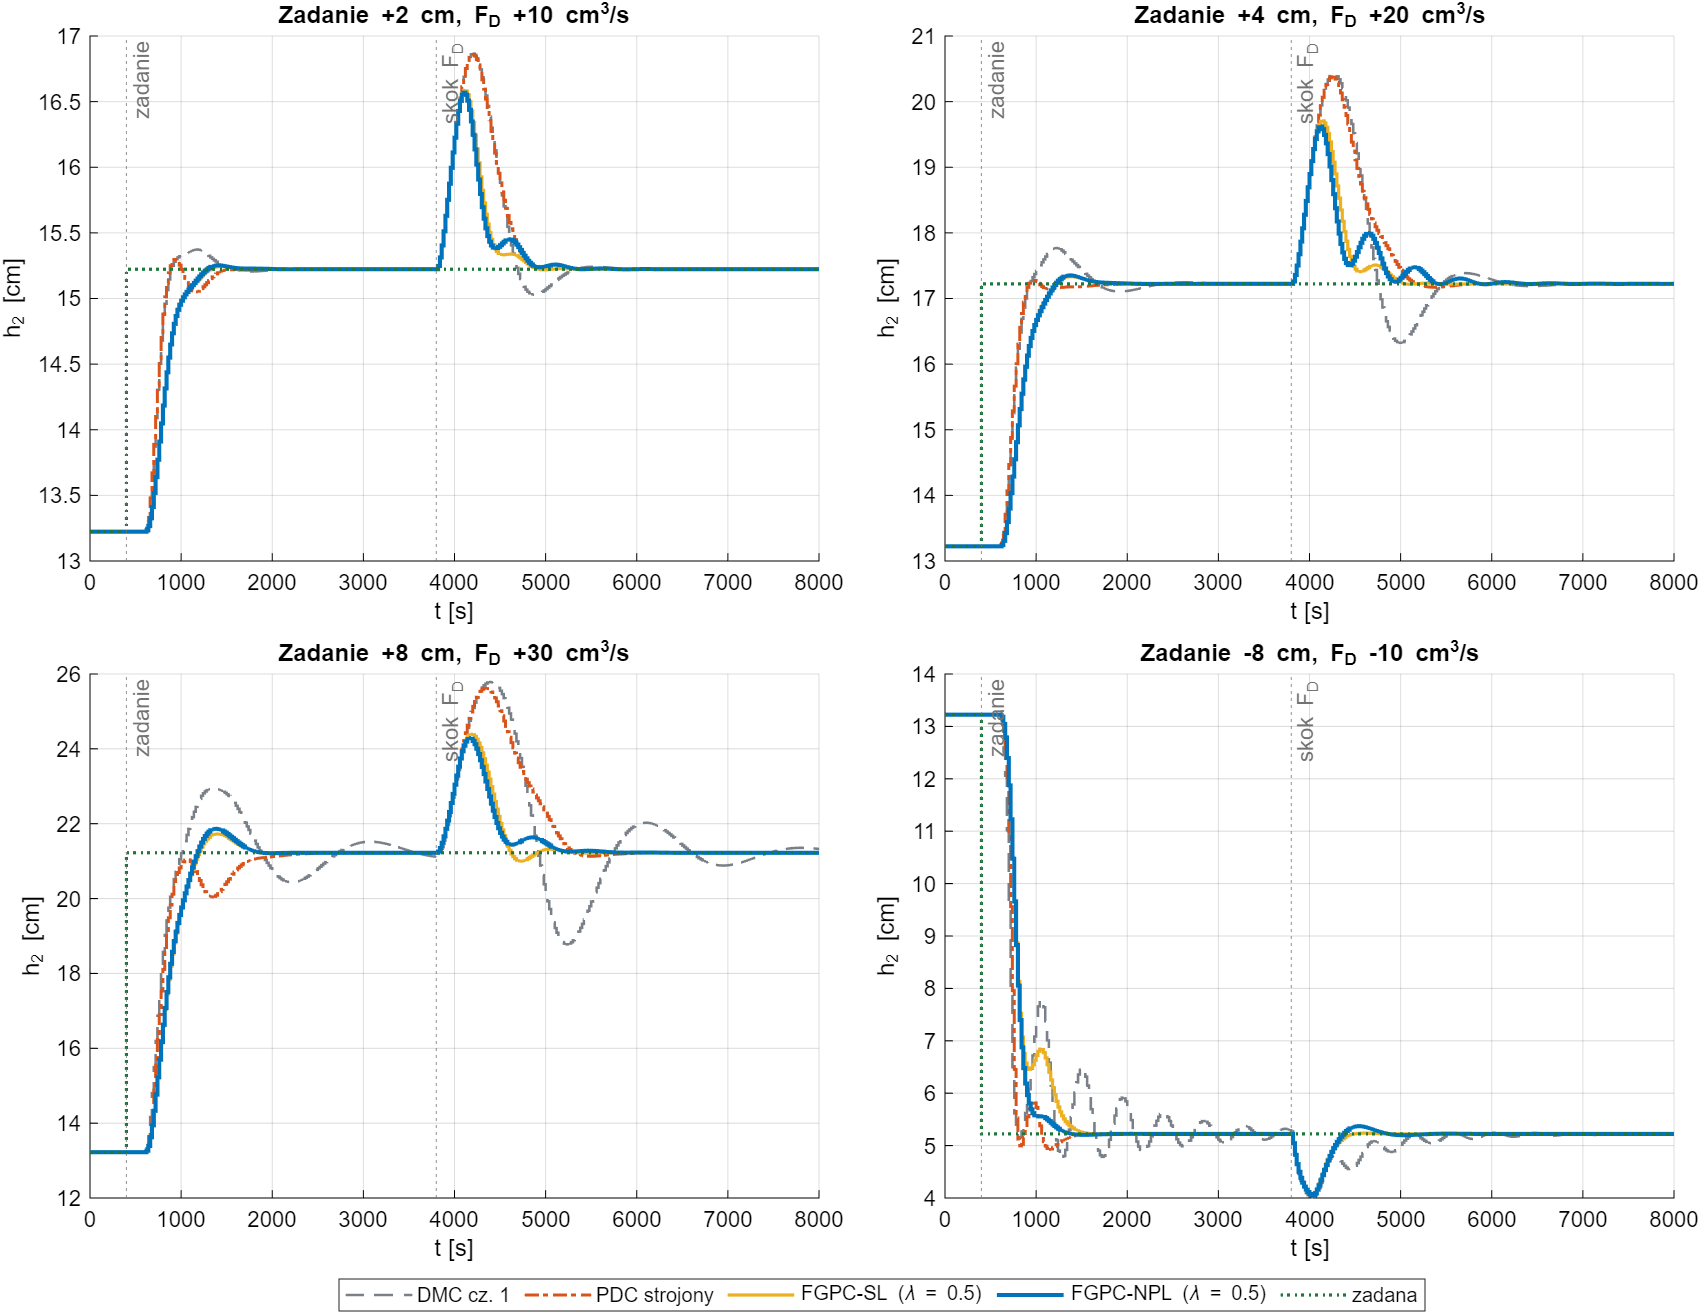 Zadanie +2 cm, F_D +10 cm³/s
17
16.5
16
15.5
15
14.5
14
13.5
13
h₂ [cm]
zadanie
skok F_D
0 1000 2000 3000 4000 5000 6000 7000 8000
t [s]
Zadanie +4 cm, F_D +20 cm³/s
21
20
19
18
17
16
15
14
13
h₂ [cm]
zadanie
skok F_D
0 1000 2000 3000 4000 5000 6000 7000 8000
t [s]
Zadanie +8 cm, F_D +30 cm³/s
26
24
22
20
18
16
14
12
h₂ [cm]
zadanie
skok F_D
0 1000 2000 3000 4000 5000 6000 7000 8000
t [s]
Zadanie -8 cm, F_D -10 cm³/s
14
13
12
11
10
9
8
7
6
5
4
h₂ [cm]
zadanie
skok F_D
0 1000 2000 3000 4000 5000 6000 7000 8000
t [s]
DMC cz. 1 PDC strojony FGPC-SL (λ = 0.5) FGPC-NPL (λ = 0.5) zadana